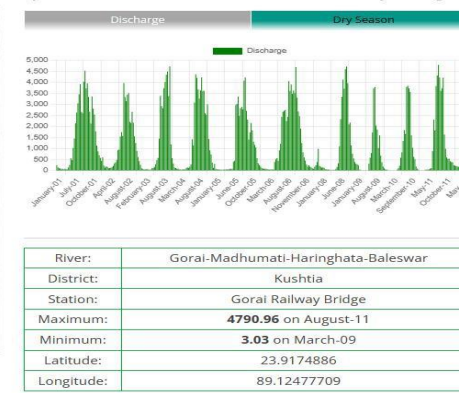 Discharge Dry Season
Discharge
5,000
4,500
4,000
3,500
3,000
2,500
2,000
1,500
1,000
500
0
January-01 July-01 October-01 April-02 August-02 February-03 August-03 March-04 August-04 January-05 June-05 October-05 March-06 August-06 November-06 January-08 June-08 January-09 August-09 March-10 September-10 May-11 October-11 May
River: Gorai-Madhumati-Haringhata-Baleswar
District: Kushtia
Station: Gorai Railway Bridge
Maximum: 4790.96 on August-11
Minimum: 3.03 on March-09
Latitude: 23.9174886
Longitude: 89.12477709